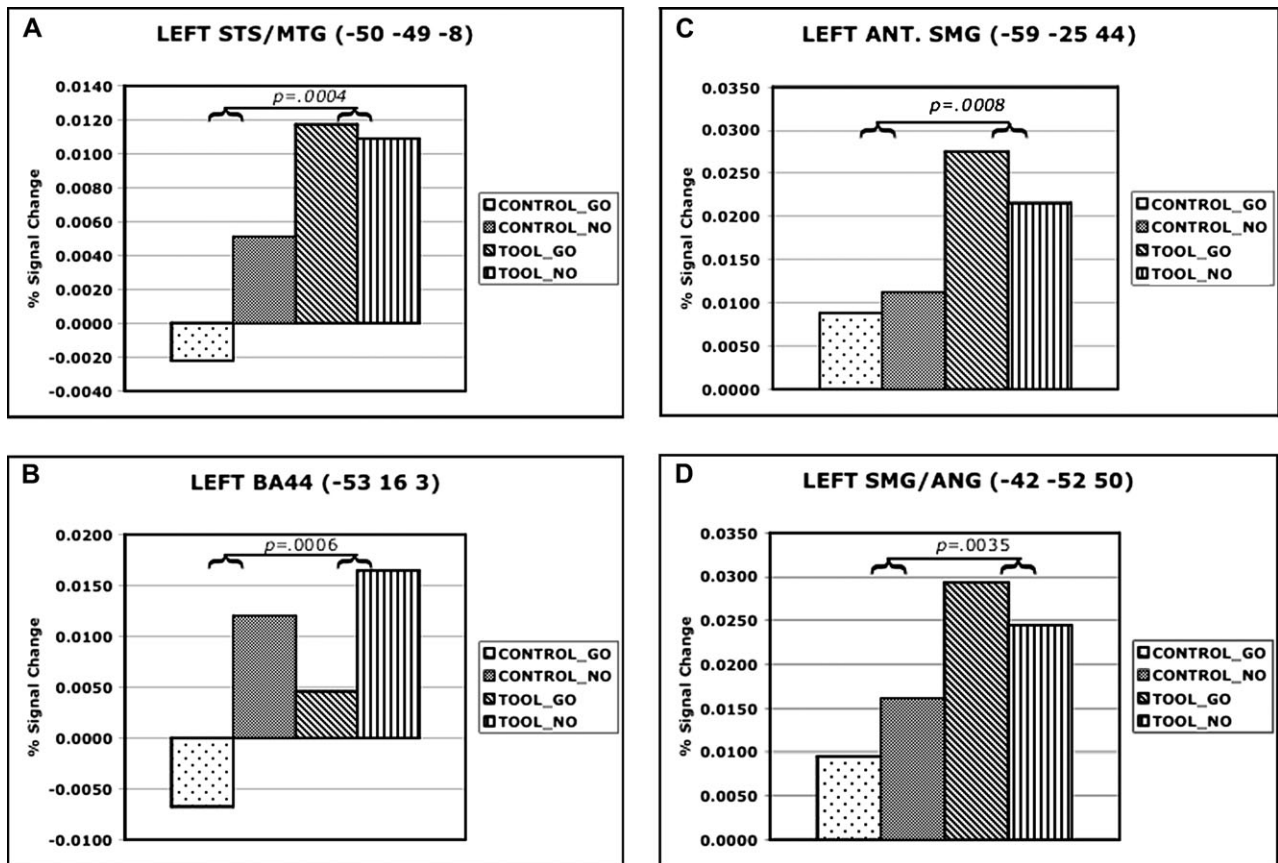 A
LEFT STS/MTG (-50 -49 -8)
% Signal Change
0.0140
0.0120
0.0100
0.0080
0.0060
0.0040
0.0020
0.0000
-0.0020
-0.0040
p=.0004
CONTROL_GO
CONTROL_NO
TOOL_GO
TOOL_NO
C
LEFT ANT. SMG (-59 -25 44)
% Signal Change
0.0350
0.0300
0.0250
0.0200
0.0150
0.0100
0.0050
0.0000
p=.0008
CONTROL_GO
CONTROL_NO
TOOL_GO
TOOL_NO
B
LEFT BA44 (-53 16 3)
% Signal Change
0.0200
0.0150
0.0100
0.0050
0.0000
-0.0050
-0.0100
p=.0006
CONTROL_GO
CONTROL_NO
TOOL_GO
TOOL_NO
D
LEFT SMG/ANG (-42 -52 50)
% Signal Change
0.0350
0.0300
0.0250
0.0200
0.0150
0.0100
0.0050
0.0000
p=.0035
CONTROL_GO
CONTROL_NO
TOOL_GO
TOOL_NO